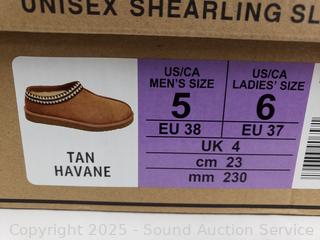 UNISEX SHEARLING SL
US/CA US/CA
MEN'S SIZE LADIES' SIZE
5 6
EU 38 EU 37
UK 4
TAN
HAVANE
cm 23
mm 230
Copyright © 2025 - Sound Auction Service